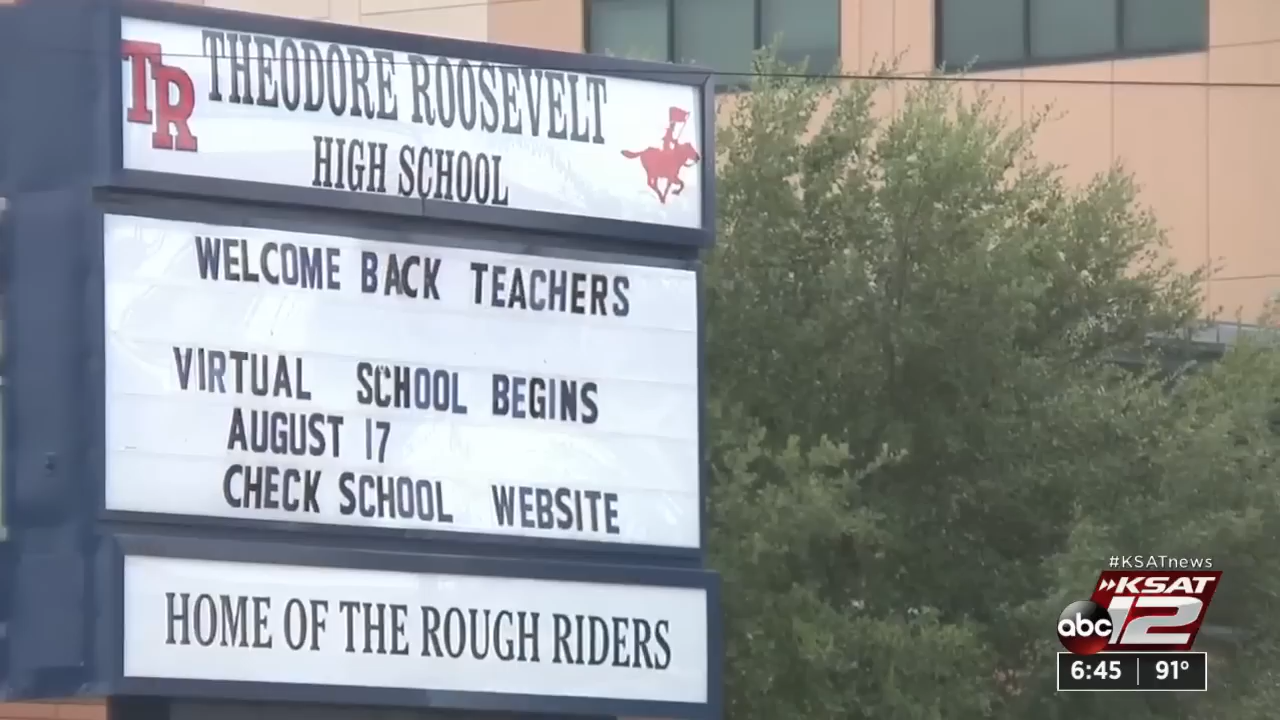 TR
THEODORE ROOSEVELT
HIGH SCHOOL
WELCOME BACK TEACHERS
VIRTUAL SCHOOL BEGINS
AUGUST 17
CHECK SCHOOL WEBSITE
HOME OF THE ROUGH RIDERS
#KSATnews
KSAT
abc 12
6:45 91°